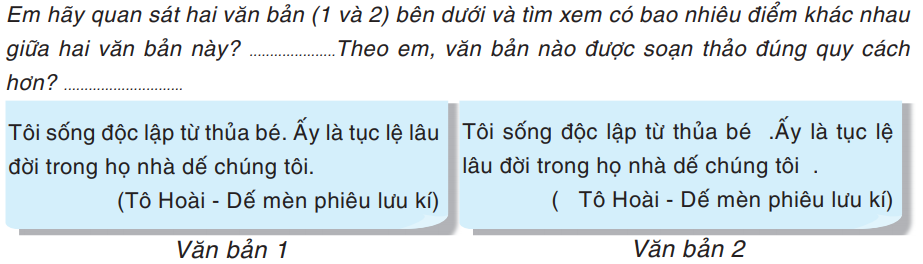 Em hãy quan sát hai văn bản (1 và 2) bên dưới và tìm xem có bao nhiêu điểm khác nhau
giữa hai văn bản này? .....................Theo em, văn bản nào được soạn thảo đúng quy cách
hơn? .............................
Tôi sống độc lập từ thủa bé. Ấy là tục lệ lâu
đời trong họ nhà dế chúng tôi.
(Tô Hoài - Dế mèn phiêu lưu kí)
Văn bản 1
Tôi sống độc lập từ thủa bé  .Ấy là tục lệ
lâu đời trong họ nhà dế chúng tôi  .
(   Tô Hoài - Dế mèn phiêu lưu kí)
Văn bản 2